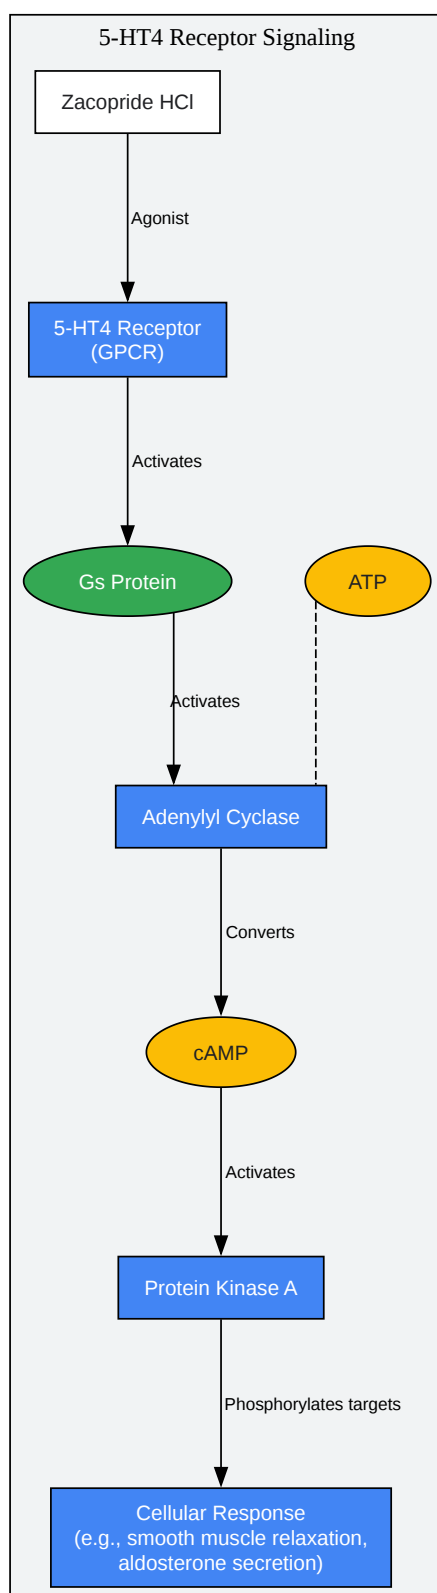 5-HT4 Receptor Signaling
Zacopride HCl
Agonist
5-HT4 Receptor
(GPCR)
Activates
Gs Protein
ATP
Activates
Adenylyl Cyclase
Converts
cAMP
Activates
Protein Kinase A
Phosphorylates targets
Cellular Response
(e.g., smooth muscle relaxation,
aldosterone secretion)